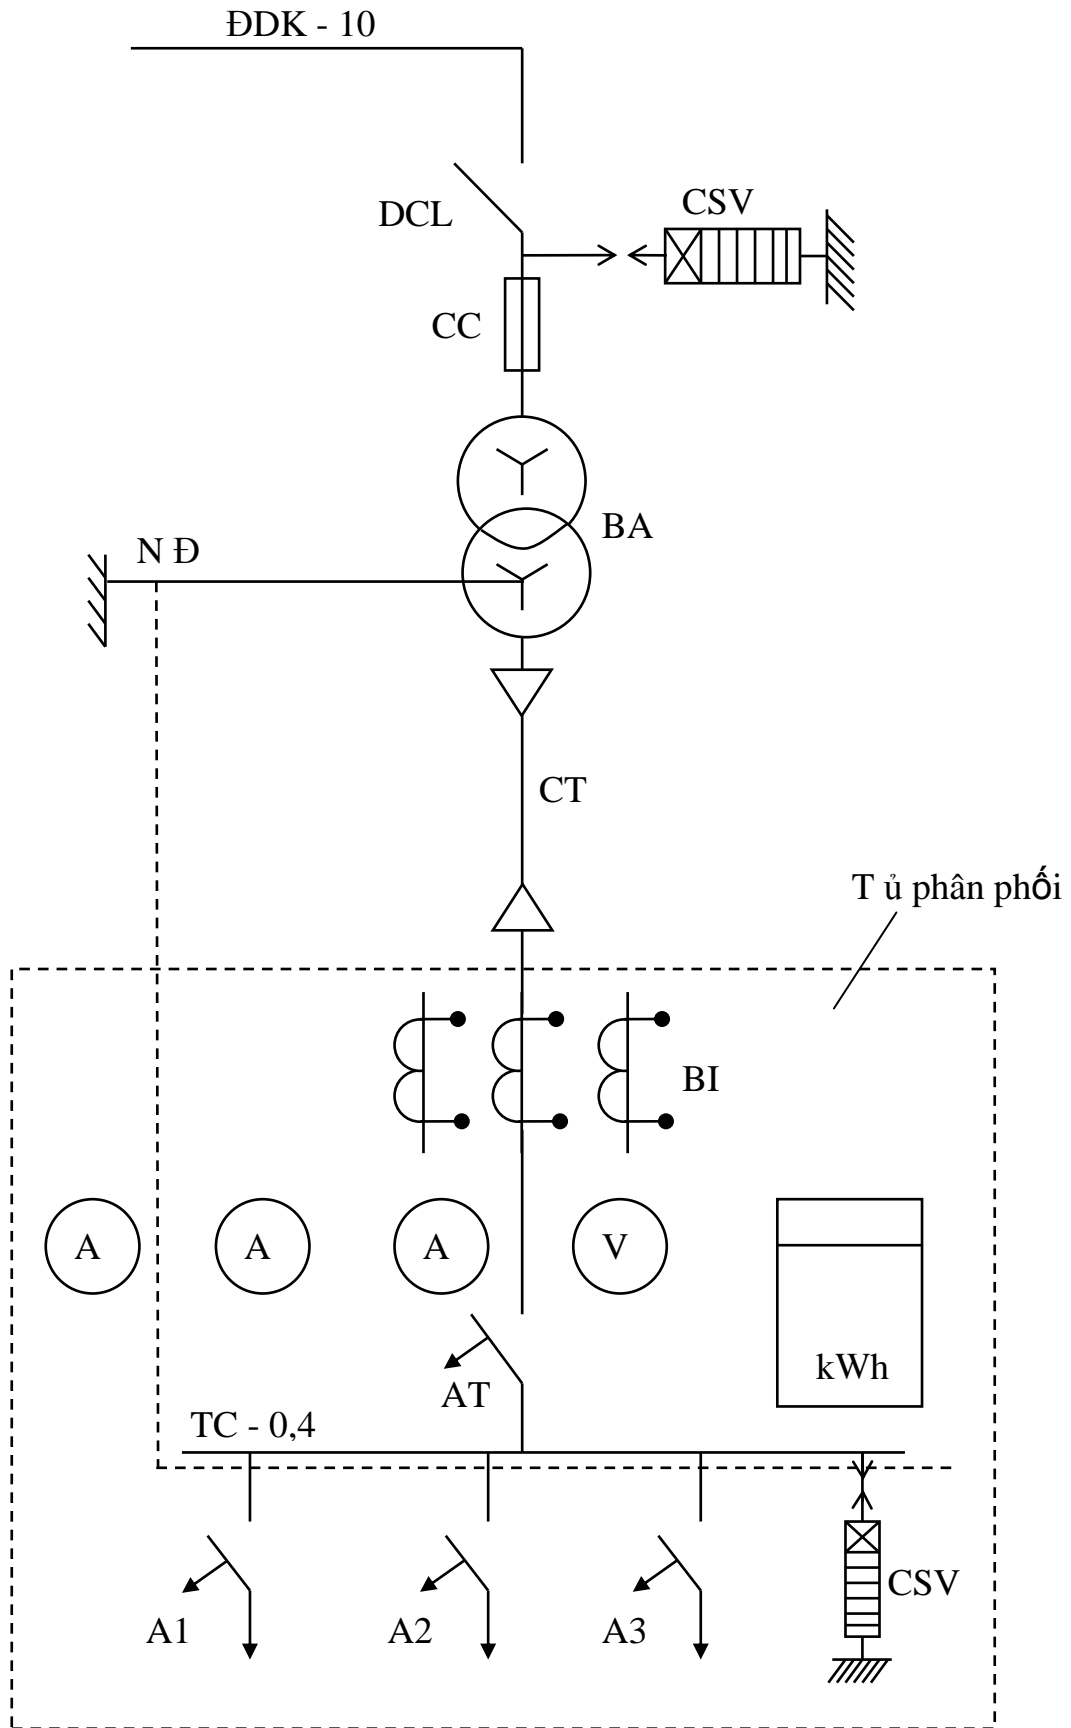 ĐDK - 10
CSV
DCL
CC
BA
N Đ
CT
T ủ phân phối
BI
A
A
A
V
kWh
AT
TC - 0,4
CSV
A1
A2
A3